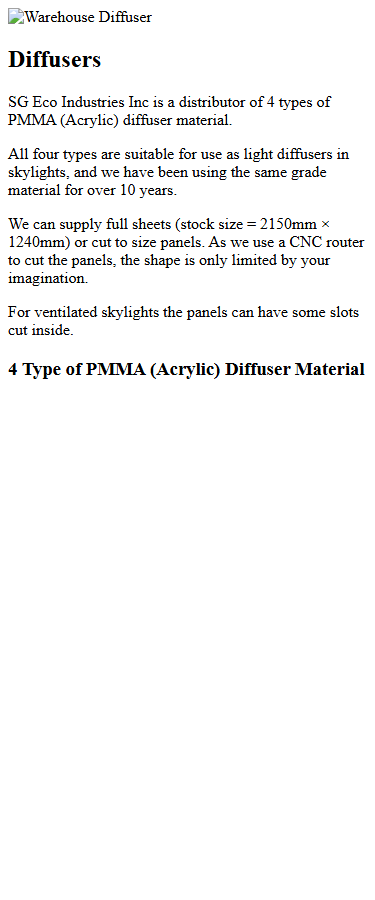 Warehouse Diffuser
Diffusers
SG Eco Industries Inc is a distributor of 4 types of
PMMA (Acrylic) diffuser material.
All four types are suitable for use as light diffusers in
skylights, and we have been using the same grade
material for over 10 years.
We can supply full sheets (stock size = 2150mm ×
1240mm) or cut to size panels. As we use a CNC router
to cut the panels, the shape is only limited by your
imagination.
For ventilated skylights the panels can have some slots
cut inside.
4 Type of PMMA (Acrylic) Diffuser Material